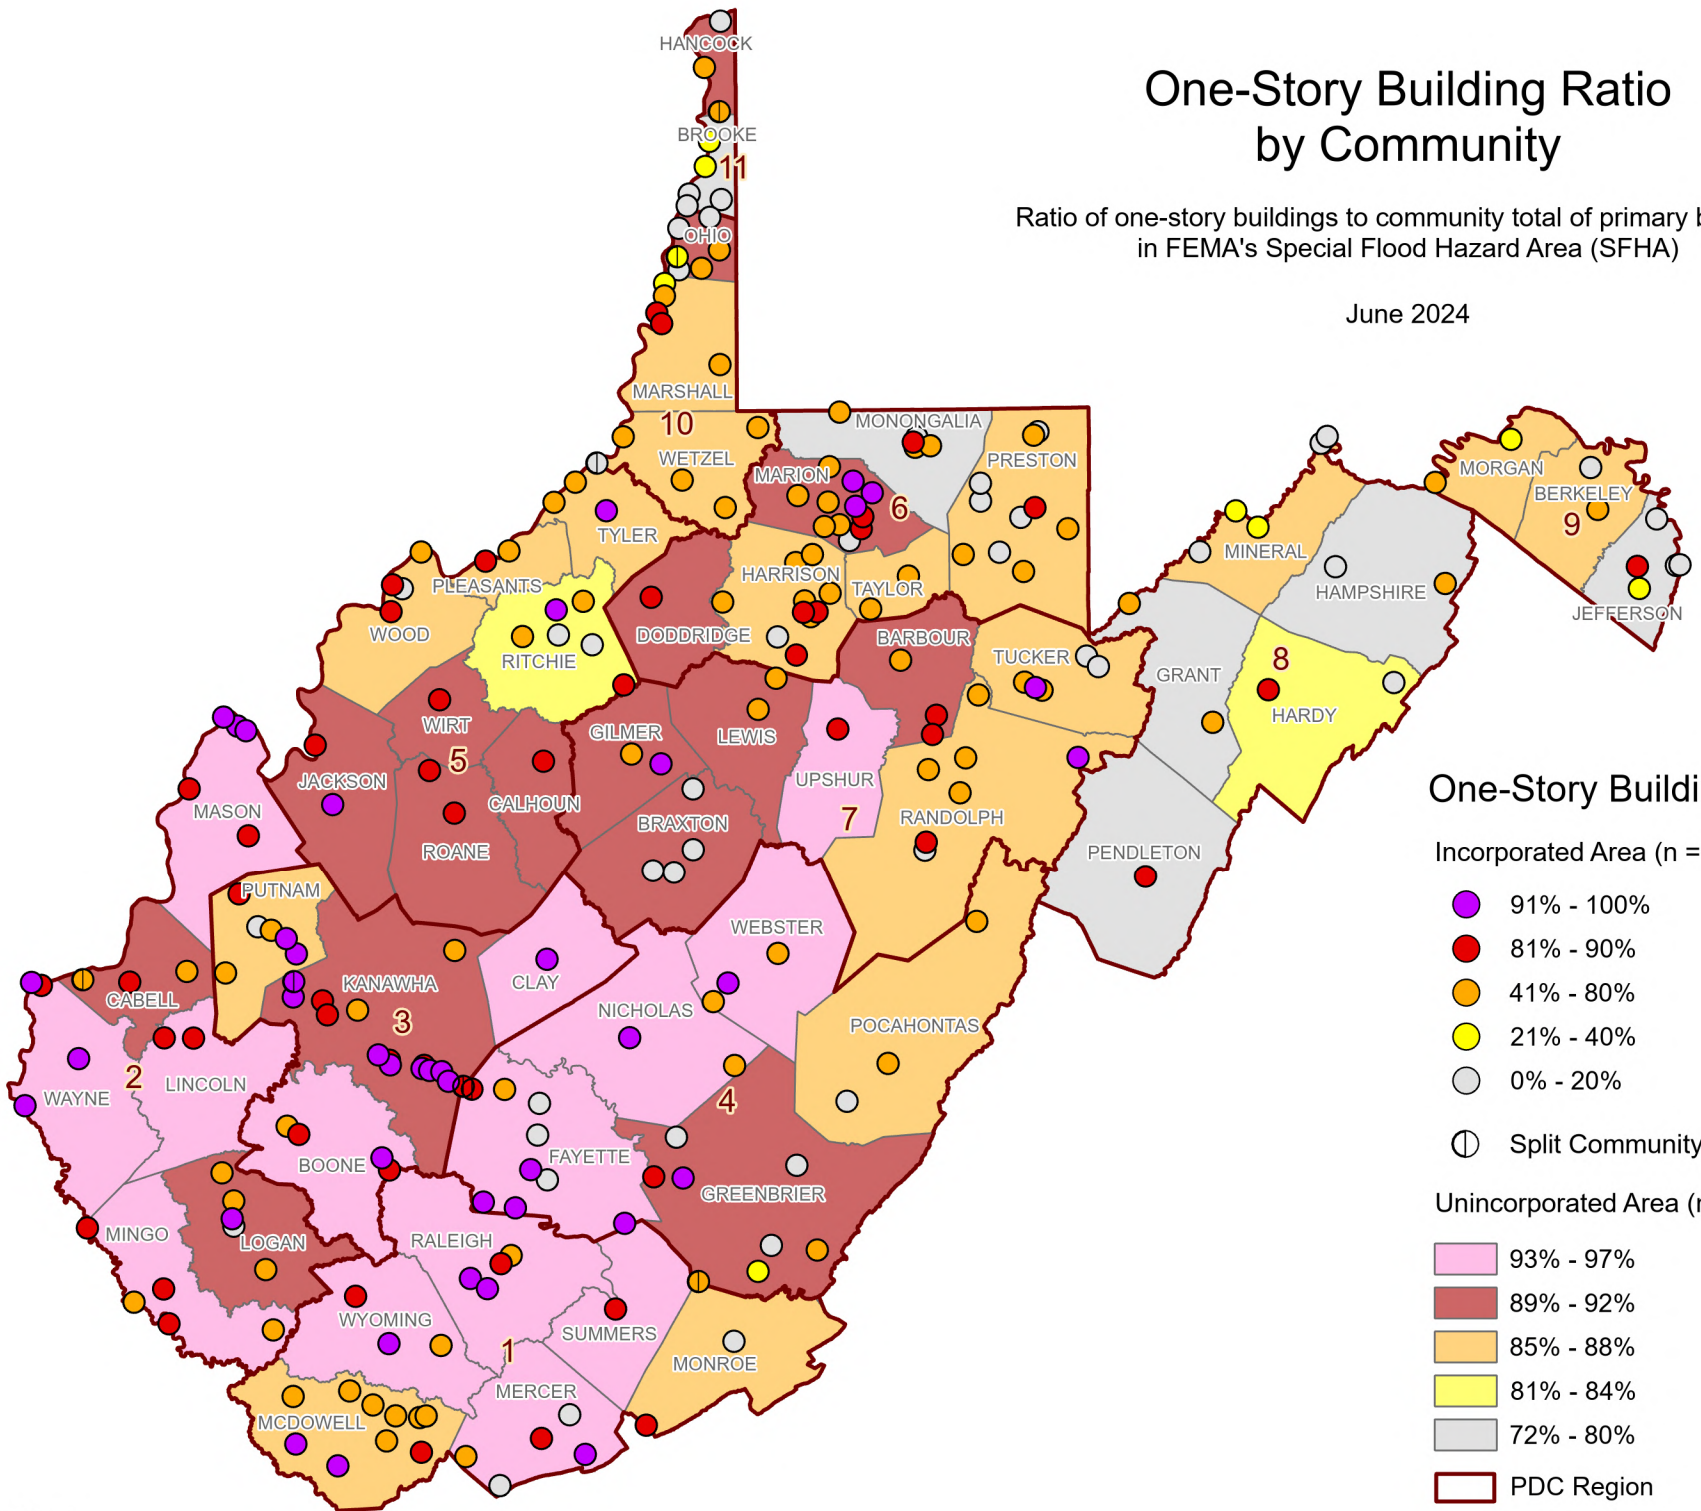 One-Story Building Ratio
by Community
Ratio of one-story buildings to community total of primary
in FEMA's Special Flood Hazard Area (SFHA)
June 2024
HANCOCK
BROOKE
11
OHIO
MARSHALL
10
WETZEL
MONONGALIA
PRESTON
MARION
6
TYLER
MORGAN
BERKELEY
9
MINERAL
HAMPSHIRE
JEFFERSON
PLEASANTS
HARRISON
TAYLOR
WOOD
DODDRIDGE
BARBOUR
RITCHIE
TUCKER
8
GRANT
HARDY
WIRT
5
GILMER
LEWIS
JACKSON
UPSHUR
CALHOUN
MASON
BRAXTON
7
RANDOLPH
ROANE
PENDLETON
PUTNAM
WEBSTER
KANAWHA
CLAY
CABELL
3
NICHOLAS
POCAHONTAS
2
LINCOLN
WAYNE
4
BOONE
FAYETTE
GREENBRIER
MINGO
LOGAN
RALEIGH
WYOMING
SUMMERS
1
MONROE
MERCER
MCDOWELL
One-Story Buildi
Incorporated Area (n =
91% - 100%
81% - 90%
41% - 80%
21% - 40%
0% - 20%
Split Community
Unincorporated Area (
93% - 97%
89% - 92%
85% - 88%
81% - 84%
72% - 80%
PDC Region